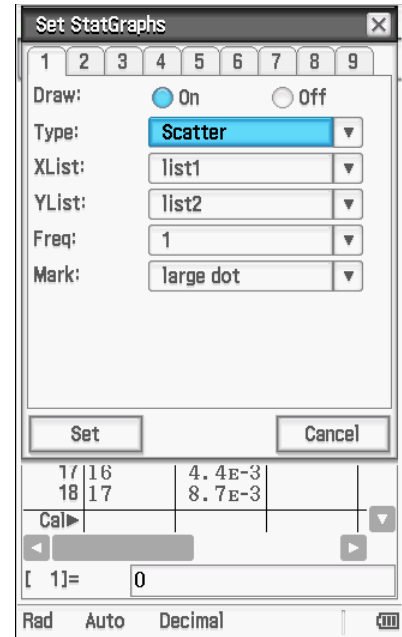 Set StatGraphs
1 2 3 4 5 6 7 8 9
Draw: On Off
Type: Scatter
XList: list1
YList: list2
Freq: 1
Mark: large dot
Set Cancel
17 16 4.4E-3
18 17 8.7E-3
Cal▶
[ 1]= 0
Rad Auto Decimal